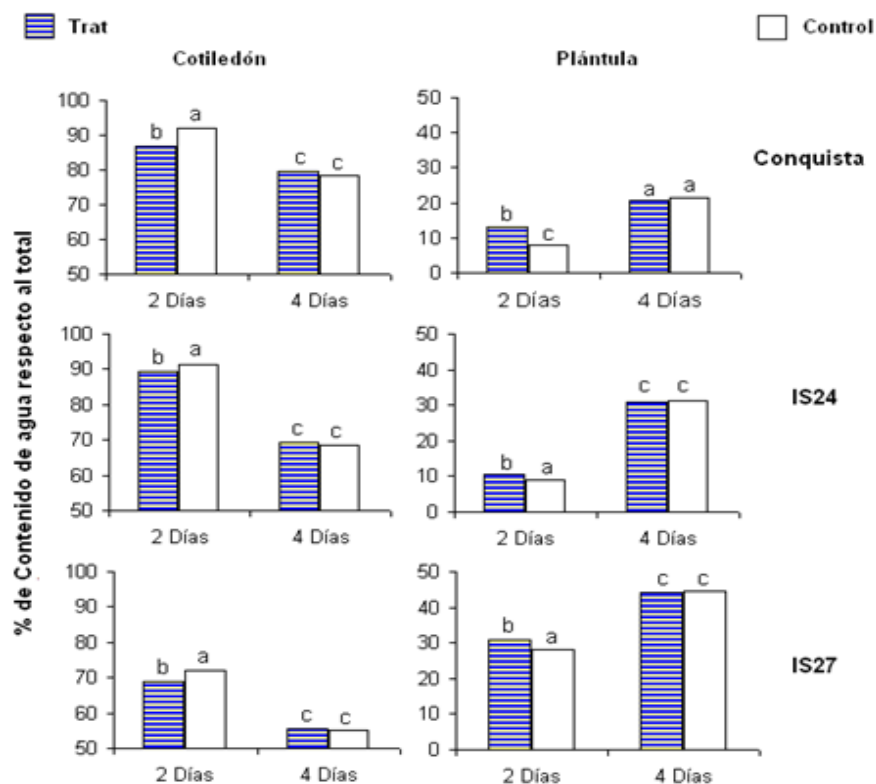 Trat
Control
Cotiledón
Plántula
% de Contenido de agua respecto al total
100
90
80
70
60
50
b
a
c
c
2 Días
4 Días
50
40
30
20
10
0
b
c
a
a
2 Días
4 Días
Conquista
100
90
80
70
60
50
b
a
c
c
2 Días
4 Días
50
40
30
20
10
0
b
a
c
c
2 Días
4 Días
IS24
100
90
80
70
60
50
b
a
c
c
2 Días
4 Días
50
40
30
20
10
0
b
a
c
c
2 Días
4 Días
IS27